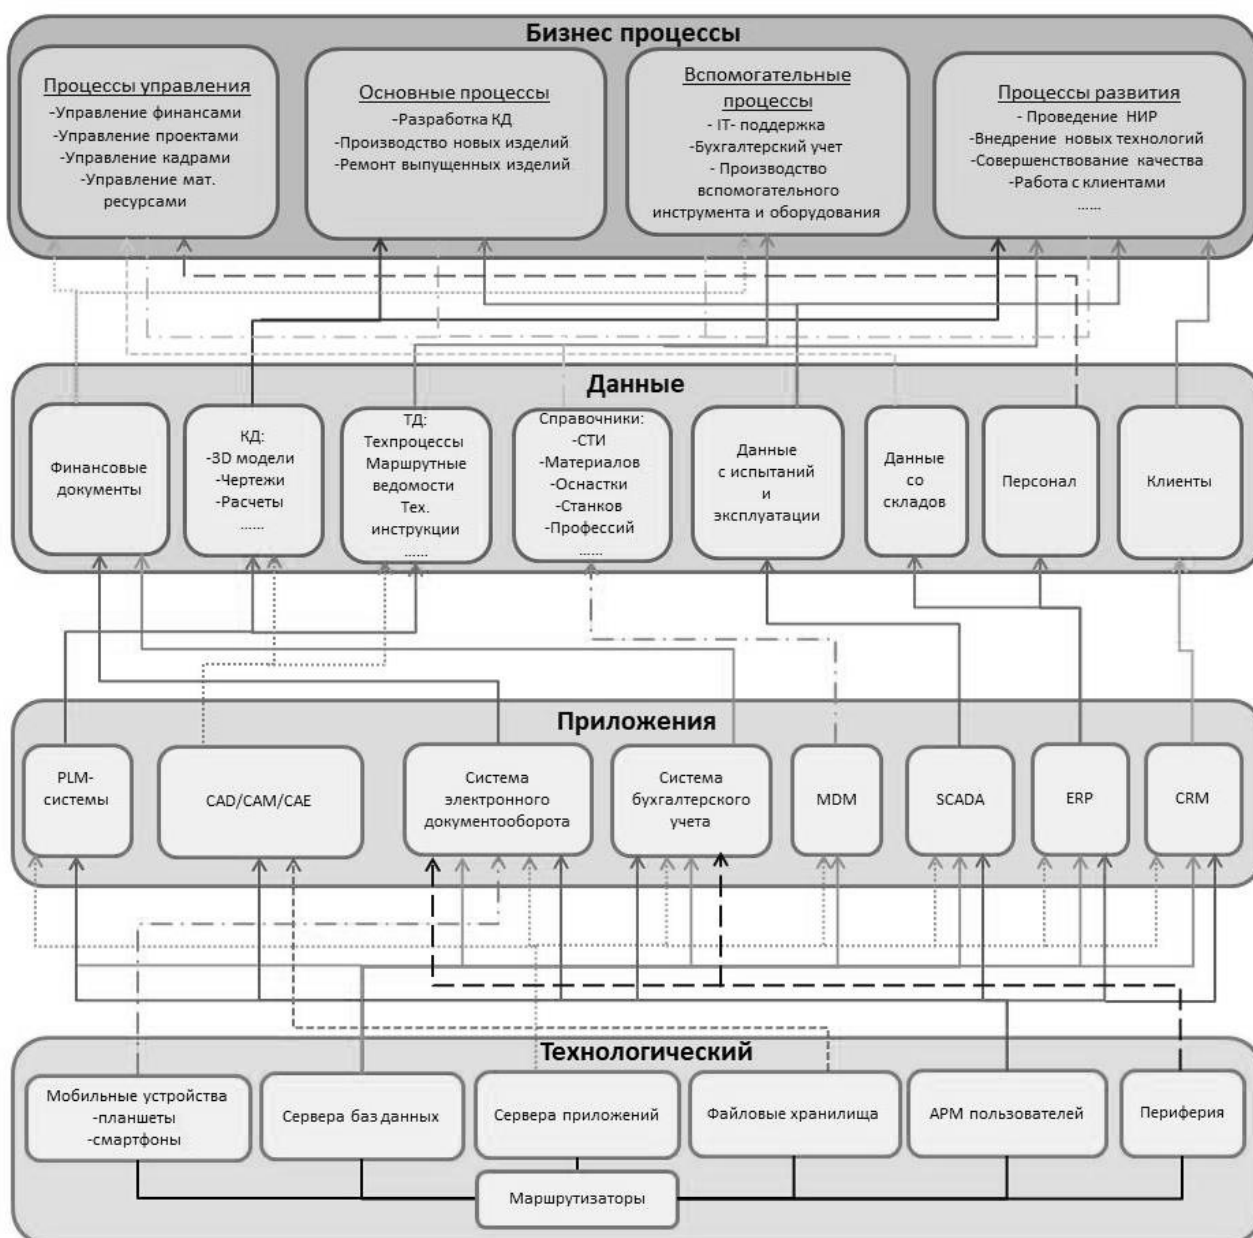 Бизнес процессы
Процессы управления
-Управление финансами
-Управление проектами
-Управление кадрами
-Управление мат.
ресурсами
Основные процессы
-Разработка КД
-Производство новых изделий
-Ремонт выпущенных изделий
Вспомогательные
процессы
- IT- поддержка
-Бухгалтерский учет
- Производство
вспомогательного
инструмента и оборудования
Процессы развития
- Проведение НИР
-Внедрение новых технологий
-Совершенствование качества
-Работа с клиентами
......
Данные
Финансовые
документы
КД:
-3D модели
-Чертежи
-Расчеты
......
ТД:
Техпроцессы
Маршрутные
ведомости
Тех.
инструкции
......
Справочники:
-СТИ
-Материалов
-Оснастки
-Станков
-Профессий
......
Данные
с испытаний
и
эксплуатации
Данные
со
складов
Персонал
Клиенты
Приложения
PLM-
системы
CAD/CAM/CAE
Система
электронного
документооборота
Система
бухгалтерского
учета
MDM
SCADA
ERP
CRM
Технологический
Мобильные устройства
-планшеты
-смартфоны
Сервера баз данных
Сервера приложений
Файловые хранилища
АРМ пользователей
Периферия
Маршрутизаторы